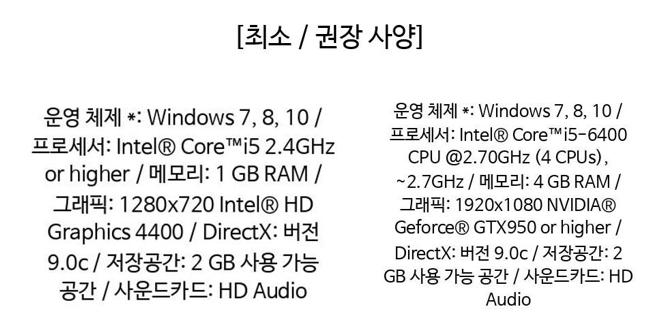 [최소 / 권장 사양]
운영 체제 *: Windows 7, 8, 10 /
프로세서: Intel® Core™i5 2.4GHz
or higher / 메모리: 1 GB RAM /
그래픽: 1280x720 Intel® HD
Graphics 4400 / DirectX: 버전
9.0c / 저장공간: 2 GB 사용 가능
공간 / 사운드카드: HD Audio
운영 체제 *: Windows 7, 8, 10 /
프로세서: Intel® Core™i5-6400
CPU @2.70GHz (4 CPUs),
~2.7GHz / 메모리: 4 GB RAM /
그래픽: 1920x1080 NVIDIA®
Geforce® GTX950 or higher /
DirectX: 버전 9.0c / 저장공간: 2
GB 사용 가능 공간 / 사운드카드: HD
Audio